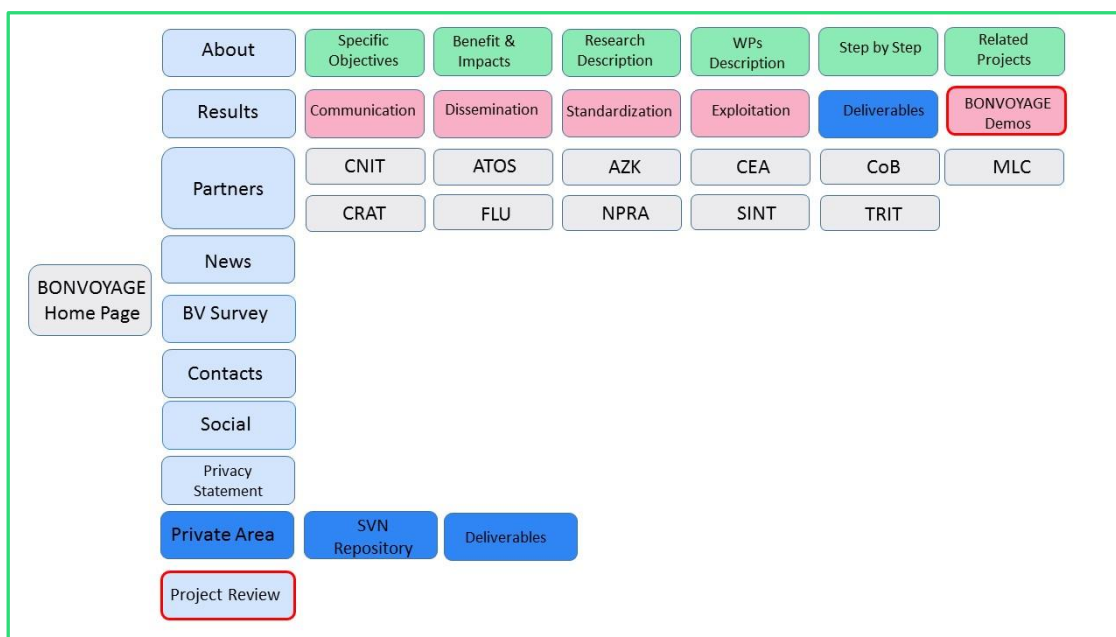 About
Specific
Objectives
Benefit &
Impacts
Research
Description
WPs
Description
Step by Step
Related
Projects
Results
Communication
Dissemination
Standardization
Exploitation
Deliverables
BONVOYAGE
Demos
Partners
CNIT
ATOS
AZK
CEA
CoB
MLC
CRAT
FLU
NPRA
SINT
TRIT
News
BONVOYAGE
Home Page
BV Survey
Contacts
Social
Privacy
Statement
Private Area
SVN
Repository
Deliverables
Project Review